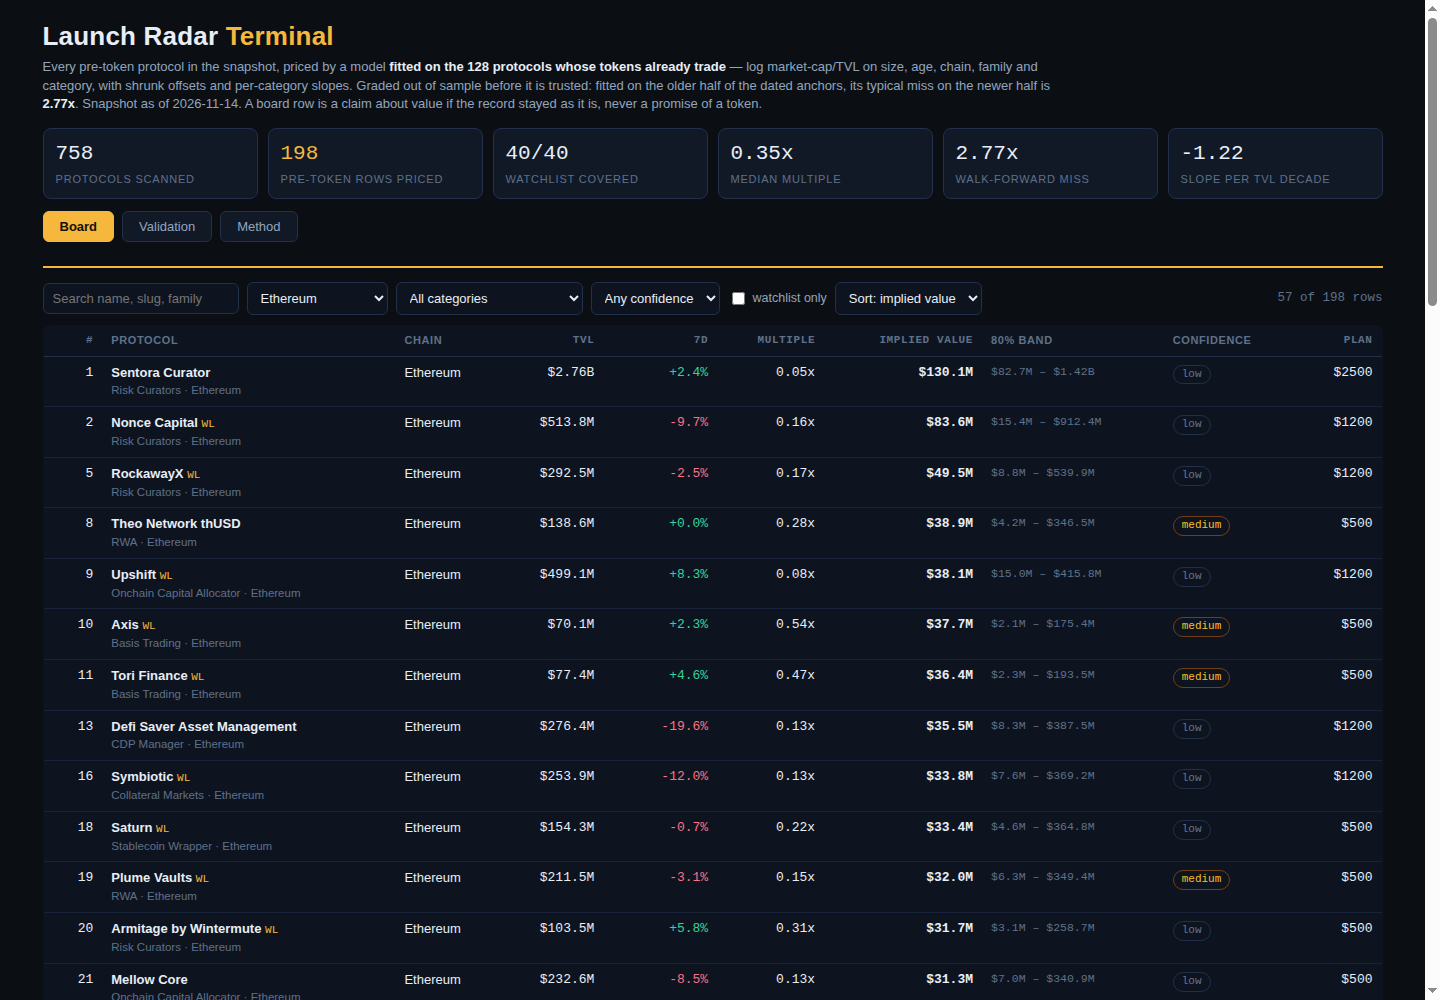 Launch Radar Terminal
Every pre-token protocol in the snapshot, priced by a model fitted on the 128 protocols whose tokens already trade — log market-cap/TVL on size, age, chain, family and
category, with shrunk offsets and per-category slopes. Graded out of sample before it is trusted: fitted on the older half of the dated anchors, its typical miss on the newer half is
2.77x. Snapshot as of 2026-11-14. A board row is a claim about value if the record stayed as it is, never a promise of a token.
758 198 40/40 0.35x 2.77x -1.22
PROTOCOLS SCANNED PRE-TOKEN ROWS PRICED WATCHLIST COVERED MEDIAN MULTIPLE WALK-FORWARD MISS SLOPE PER TVL DECADE
Board Validation Method
Search name, slug, family Ethereum All categories Any confidence watchlist only Sort: implied value 57 of 198 rows
# PROTOCOL CHAIN TVL 7D MULTIPLE IMPLIED VALUE 80% BAND CONFIDENCE PLAN
1 Sentora Curator Ethereum $2.76B +2.4% 0.05x $130.1M $82.7M – $1.42B low $2500
Risk Curators · Ethereum
2 Nonce Capital WL Ethereum $513.8M -9.7% 0.16x $83.6M $15.4M – $912.4M low $1200
Risk Curators · Ethereum
5 RockawayX WL Ethereum $292.5M -2.5% 0.17x $49.5M $8.8M – $539.9M low $1200
Risk Curators · Ethereum
8 Theo Network thUSD Ethereum $138.6M +0.0% 0.28x $38.9M $4.2M – $346.5M medium $500
RWA · Ethereum
9 Upshift WL Ethereum $499.1M +8.3% 0.08x $38.1M $15.0M – $415.8M low $1200
Onchain Capital Allocator · Ethereum
10 Axis WL Ethereum $70.1M +2.3% 0.54x $37.7M $2.1M – $175.4M medium $500
Basis Trading · Ethereum
11 Tori Finance WL Ethereum $77.4M +4.6% 0.47x $36.4M $2.3M – $193.5M medium $500
Basis Trading · Ethereum
13 Defi Saver Asset Management Ethereum $276.4M -19.6% 0.13x $35.5M $8.3M – $387.5M low $1200
CDP Manager · Ethereum
16 Symbiotic WL Ethereum $253.9M -12.0% 0.13x $33.8M $7.6M – $369.2M low $1200
Collateral Markets · Ethereum
18 Saturn WL Ethereum $154.3M -0.7% 0.22x $33.4M $4.6M – $364.8M low $500
Stablecoin Wrapper · Ethereum
19 Plume Vaults WL Ethereum $211.5M -3.1% 0.15x $32.0M $6.3M – $349.4M medium $500
RWA · Ethereum
20 Armitage by Wintermute WL Ethereum $103.5M +5.8% 0.31x $31.7M $3.1M – $258.7M low $500
Risk Curators · Ethereum
21 Mellow Core Ethereum $232.6M -8.5% 0.13x $31.3M $7.0M – $340.9M low $500
Onchain Capital Allocator · Ethereum